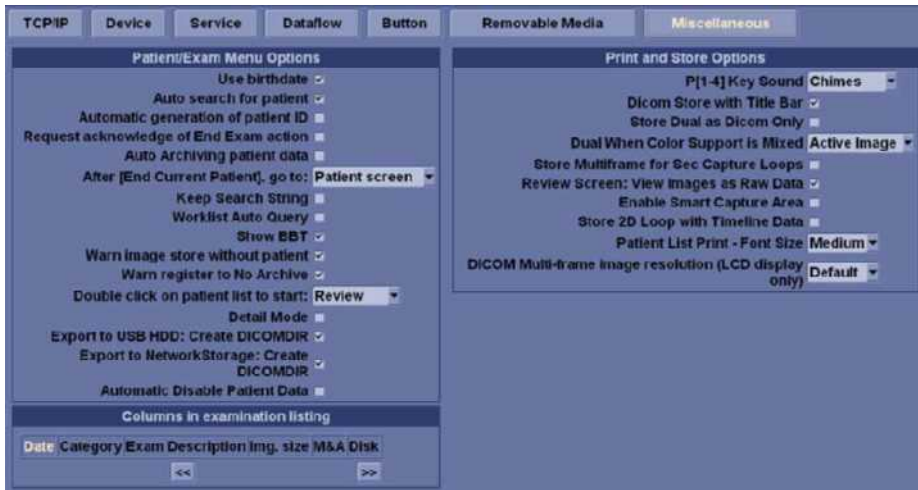 TCP/IP Device Service Dataflow Button Removable Media Miscellaneous
Patient/Exam Menu Options
Use birthdate
Auto search for patient
Automatic generation of patient ID
Request acknowledge of End Exam action
Auto Archiving patient data
After [End Current Patient], go to: Patient screen
Keep Search String
Worklist Auto Query
Show BBT
Warn image store without patient
Warn register to No Archive
Double click on patient list to start: Review
Detail Mode
Export to USB HDD: Create DICOMDIR
Export to NetworkStorage: Create
DICOMDIR
Automatic Disable Patient Data
Columns in examination listing
Date Category Exam Description Img. size M&A Disk
<< >>
Print and Store Options
P[1-4] Key Sound Chimes
Dicom Store with Title Bar
Store Dual as Dicom Only
Dual When Color Support is Mixed Active Image
Store Multiframe for Sec Capture Loops
Review Screen: View Images as Raw Data
Enable Smart Capture Area
Store 2D Loop with Timeline Data
Patient List Print - Font Size Medium
DICOM Multi-frame image resolution (LCD display
only) Default